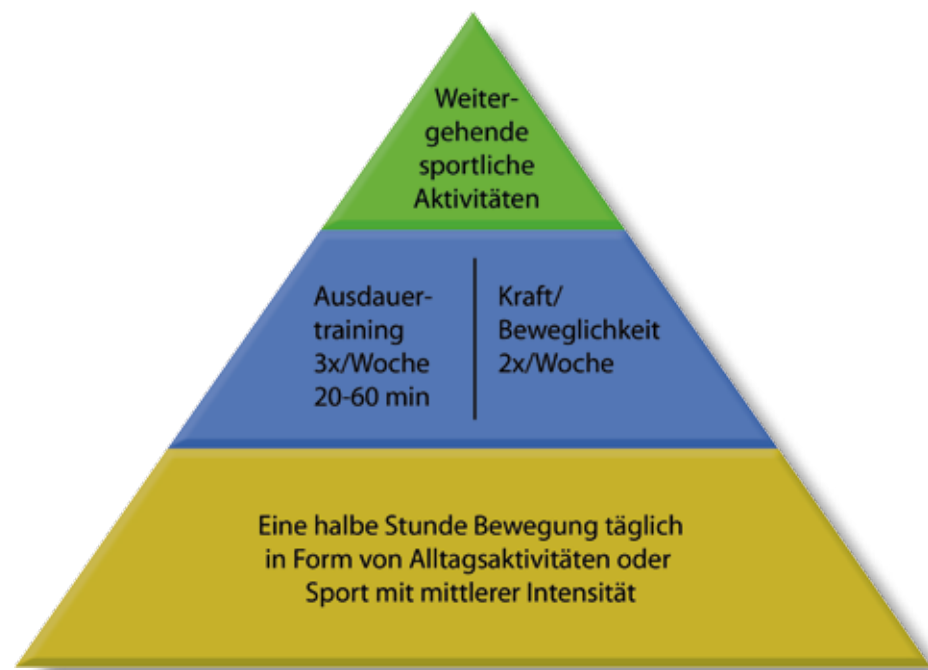 Weiter-
gehende
sportliche
Aktivitäten
Ausdauer-
training
3x/Woche
20-60 min
Kraft/
Beweglichkeit
2x/Woche
Eine halbe Stunde Bewegung täglich
in Form von Alltagsaktivitäten oder
Sport mit mittlerer Intensität